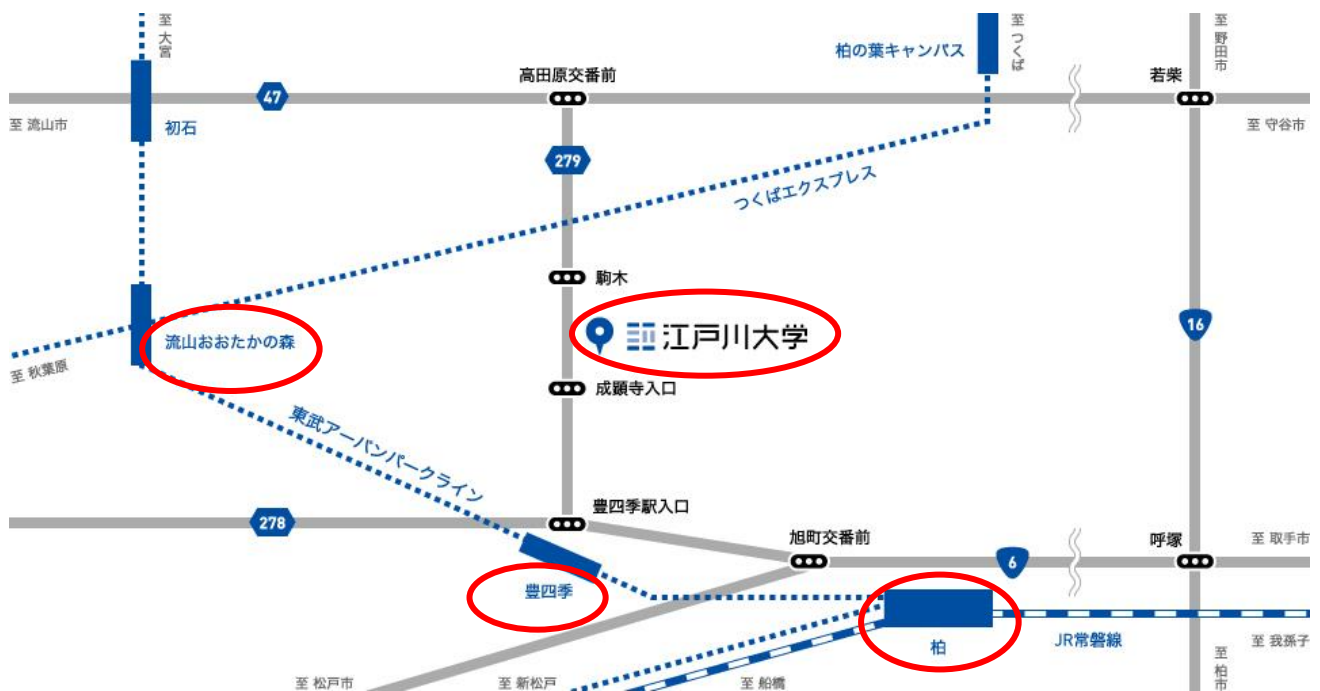 至大宮
至つくば
至野田市
柏の葉キャンパス
高田原交番前
若柴
47
至 流山市
初石
至 守谷市
279
つくばエクスプレス
駒木
江戸川大学
16
流山おおたかの森
至 秋葉原
成顕寺入口
東武アーバンパークライン
豊四季駅入口
278
旭町交番前
呼塚
至 取手市
6
豊四季
柏
JR常磐線
至 我孫子
至 松戸市
至 新松戸
至 船橋
至柏市